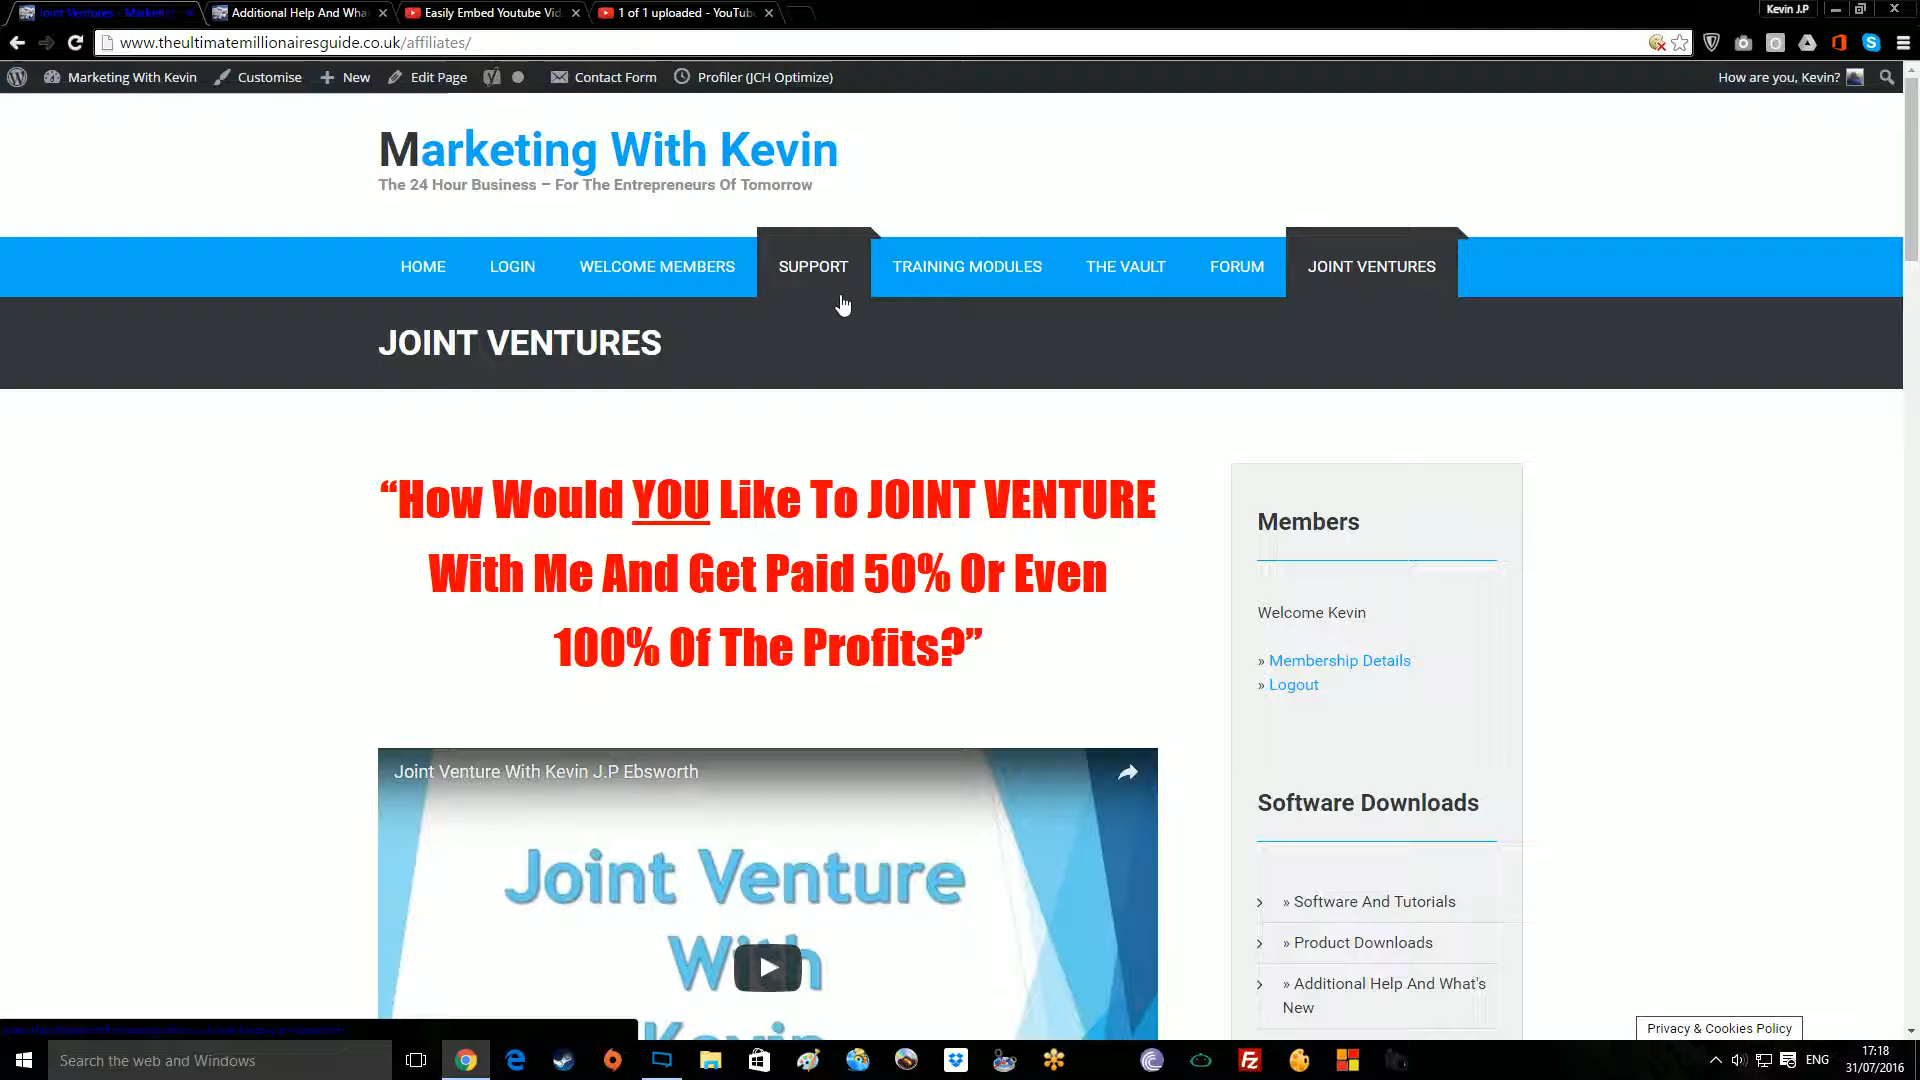 Joint Ventures - Marketin
Additional Help And Wha
Easily Embed Youtube Vid
1 of 1 uploaded - YouTub
Kevin J.P
www.theultimatemillionairesguide.co.uk/affiliates/
Marketing With Kevin
Customise
New
Edit Page
Contact Form
Profiler (JCH Optimize)
How are you, Kevin?
Marketing With Kevin
The 24 Hour Business – For The Entrepreneurs Of Tomorrow
HOME LOGIN WELCOME MEMBERS SUPPORT TRAINING MODULES THE VAULT FORUM JOINT VENTURES
JOINT VENTURES
“How Would YOU Like To JOINT VENTURE
With Me And Get Paid 50% Or Even
100% Of The Profits?”
Joint Venture With Kevin J.P Ebsworth
Joint Venture
With
Kevin
Members
Welcome Kevin
» Membership Details
» Logout
Software Downloads
» Software And Tutorials
» Product Downloads
» Additional Help And What's
New
Privacy & Cookies Policy
Search the web and Windows
ENG
17:18
31/07/2016